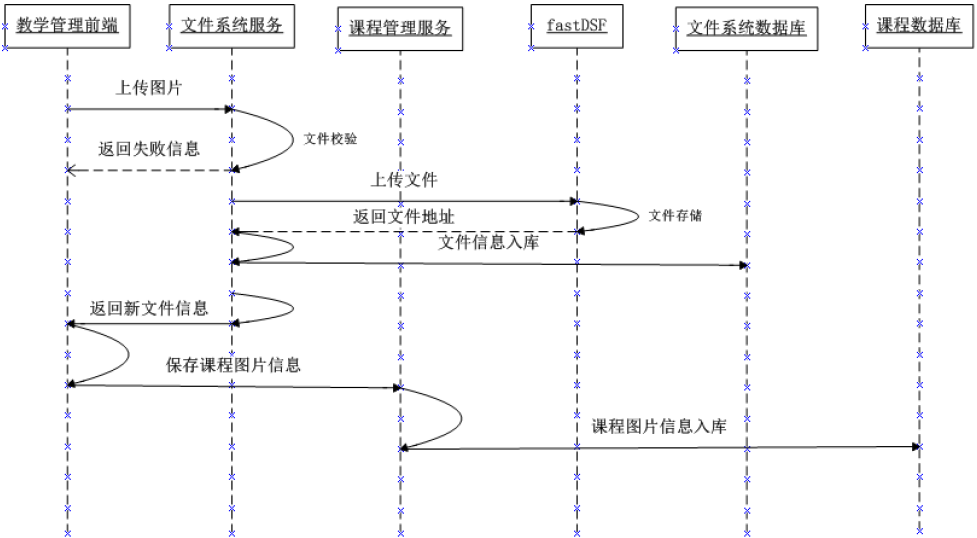 教学管理前端
文件系统服务
课程管理服务
fastDSF
文件系统数据库
课程数据库
上传图片
文件校验
返回失败信息
上传文件
返回文件地址
文件存储
文件信息入库
返回新文件信息
保存课程图片信息
课程图片信息入库